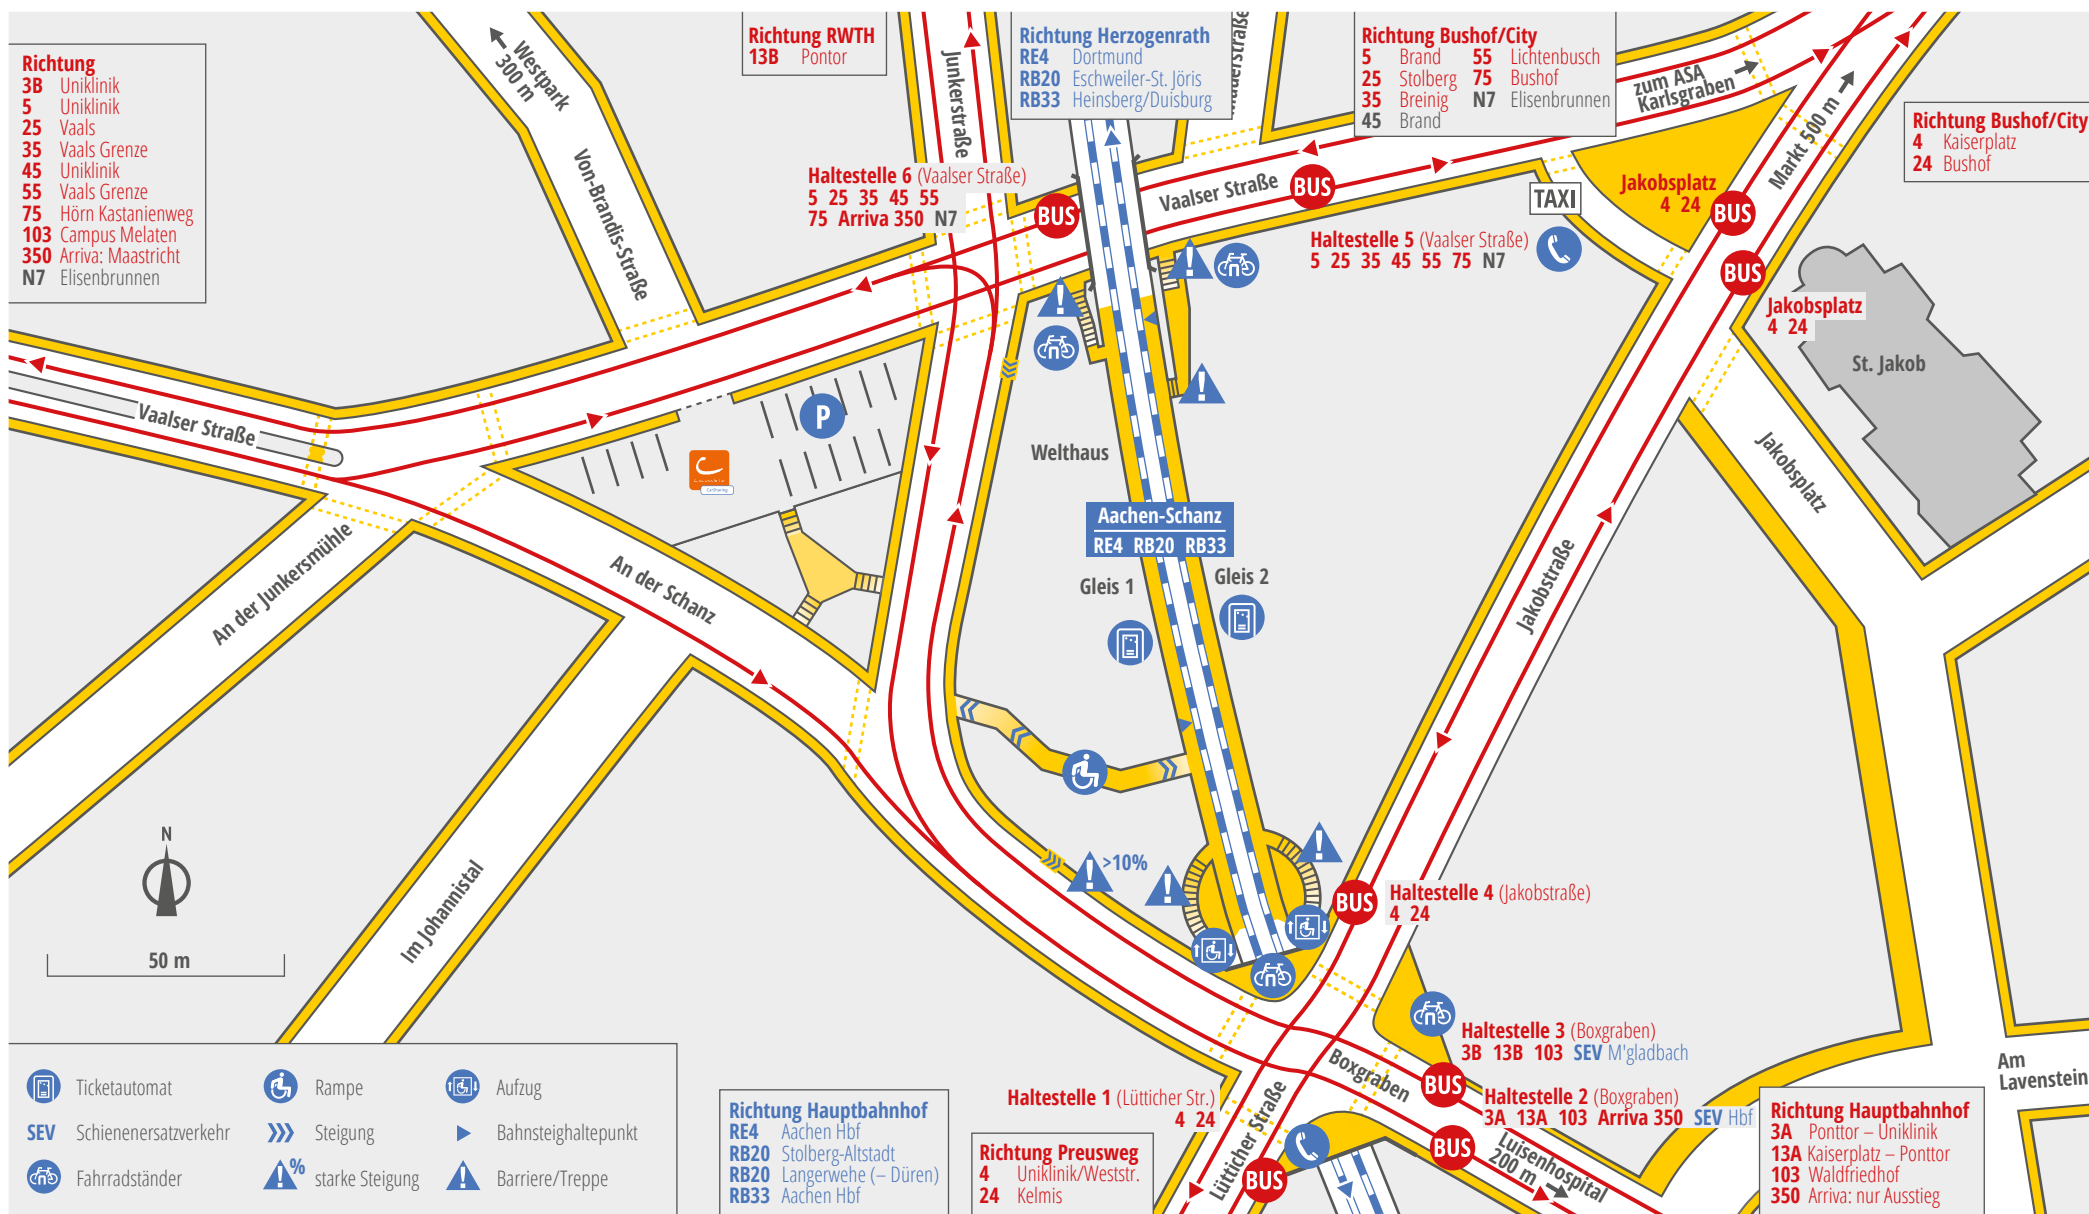 Richtung
3B Uniklinik
5 Uniklinik
25 Vaals
35 Vaals Grenze
45 Uniklinik
55 Vaals Grenze
75 Hörn Kastanienweg
103 Campus Melaten
350 Arriva: Maastricht
N7 Elisenbrunnen
Westpark
300 m
Von-Brandis-Straße
Richtung RWTH
13B Pontor
Junkerstraße
Richtung Herzogenrath
RE4 Dortmund
RB20 Eschweiler-St. Jöris
RB33 Heinsberg/Duisburg
Richtung Bushof/City
5 Brand 55 Lichtenbusch
25 Stolberg 75 Bushof
35 Breinig N7 Elisenbrunnen
45 Brand
zum ASA
Karlsgraben
Markt 500 m
Richtung Bushof/City
4 Kaiserplatz
24 Bushof
Haltestelle 6 (Vaalser Straße)
5 25 35 45 55
75 Arriva 350 N7
BUS
Vaalser Straße
BUS
TAXI
Jakobsplatz
4 24
BUS
BUS
Haltestelle 5 (Vaalser Straße)
5 25 35 45 55 75 N7
Jakobsplatz
4 24
St. Jakob
Jakobsplatz
Vaalser Straße
P
CarSharing
Welthaus
Aachen-Schanz
RE4 RB20 RB33
Gleis 1
Gleis 2
An der Junkersmühle
An der Schanz
Jakobstraße
Im Johannistal
N
50 m
>10%
BUS
Haltestelle 4 (Jakobstraße)
4 24
Haltestelle 3 (Boxgraben)
3B 13B 103 SEV M'gladbach
Boxgraben
BUS
Haltestelle 2 (Boxgraben)
3A 13A 103 Arriva 350 SEV Hbf
BUS
Luisenhospital
200 m
Haltestelle 1 (Lütticher Str.)
4 24
Lütticher Straße
BUS
Am
Lavenstein
Ticketautomat
Rampe
Aufzug
SEV Schienenersatzverkehr
Steigung
Bahnsteighaltepunkt
Fahrradständer
% starke Steigung
Barriere/Treppe
Richtung Hauptbahnhof
RE4 Aachen Hbf
RB20 Stolberg-Altstadt
RB20 Langerwehe (– Düren)
RB33 Aachen Hbf
Richtung Preusweg
4 Uniklinik/Weststr.
24 Kelmis
Richtung Hauptbahnhof
3A Ponttor – Uniklinik
13A Kaiserplatz – Ponttor
103 Waldfriedhof
350 Arriva: nur Ausstieg